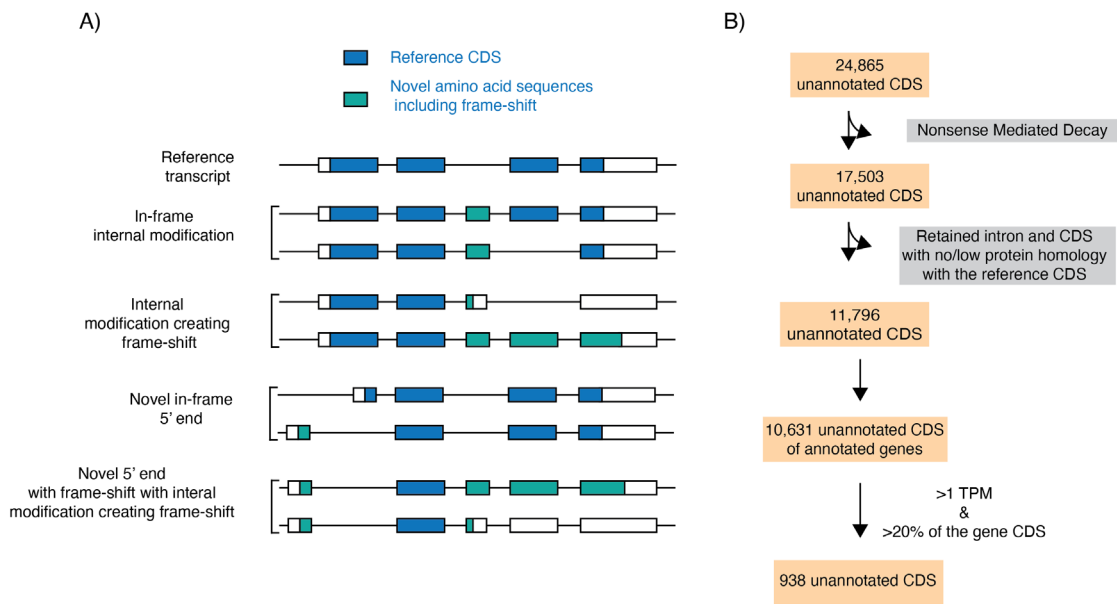 A)
Reference CDS
Novel amino acid sequences
including frame-shift
Reference
transcript
In-frame
internal modification
Internal
modification creating
frame-shift
Novel in-frame
5' end
Novel 5' end
with frame-shift with interal
modification creating frame-shift
B)
24,865
unannotated CDS
Nonsense Mediated Decay
17,503
unannotated CDS
Retained intron and CDS
with no/low protein homology
with the reference CDS
11,796
unannotated CDS
10,631 unannotated CDS
of annotated genes
>1 TPM
&
>20% of the gene CDS
938 unannotated CDS